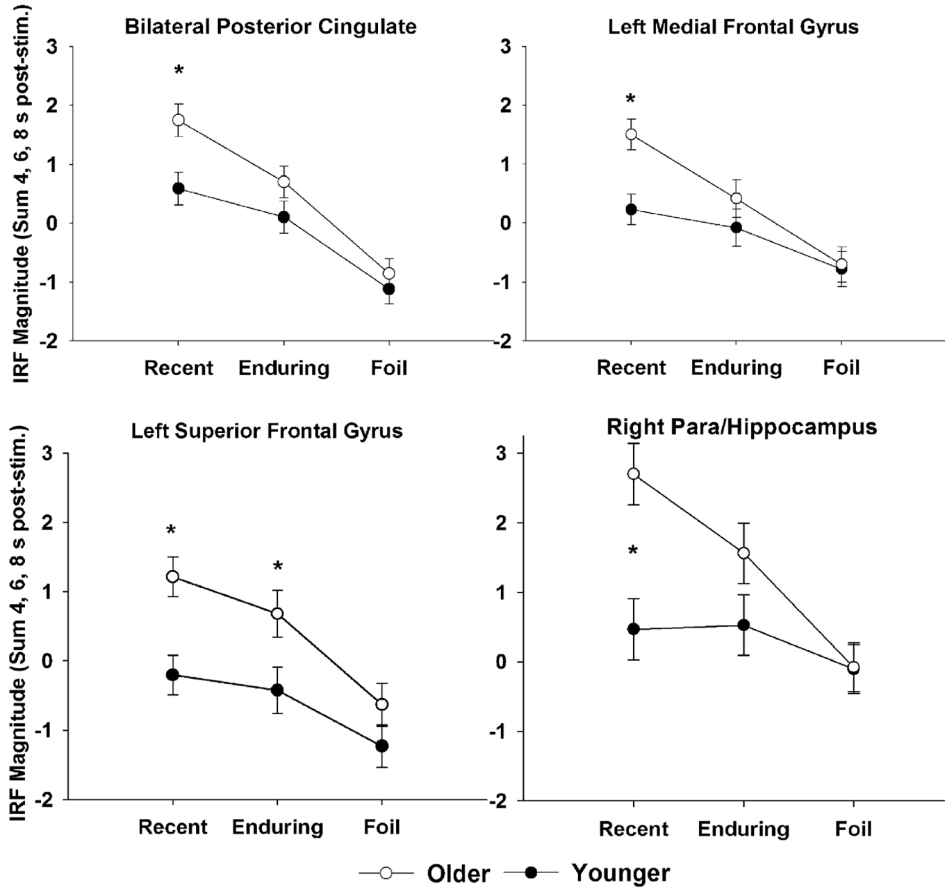 Bilateral Posterior Cingulate
Left Medial Frontal Gyrus
IRF Magnitude (Sum 4, 6, 8 s post-stim.)
3
2
1
0
-1
-2
*
Recent Enduring Foil
3
2
1
0
-1
-2
*
Recent Enduring Foil
Left Superior Frontal Gyrus
Right Para/Hippocampus
IRF Magnitude (Sum 4, 6, 8 s post-stim.)
3
2
1
0
-1
-2
* *
Recent Enduring Foil
3
2
1
0
-1
-2
*
Recent Enduring Foil
Older Younger